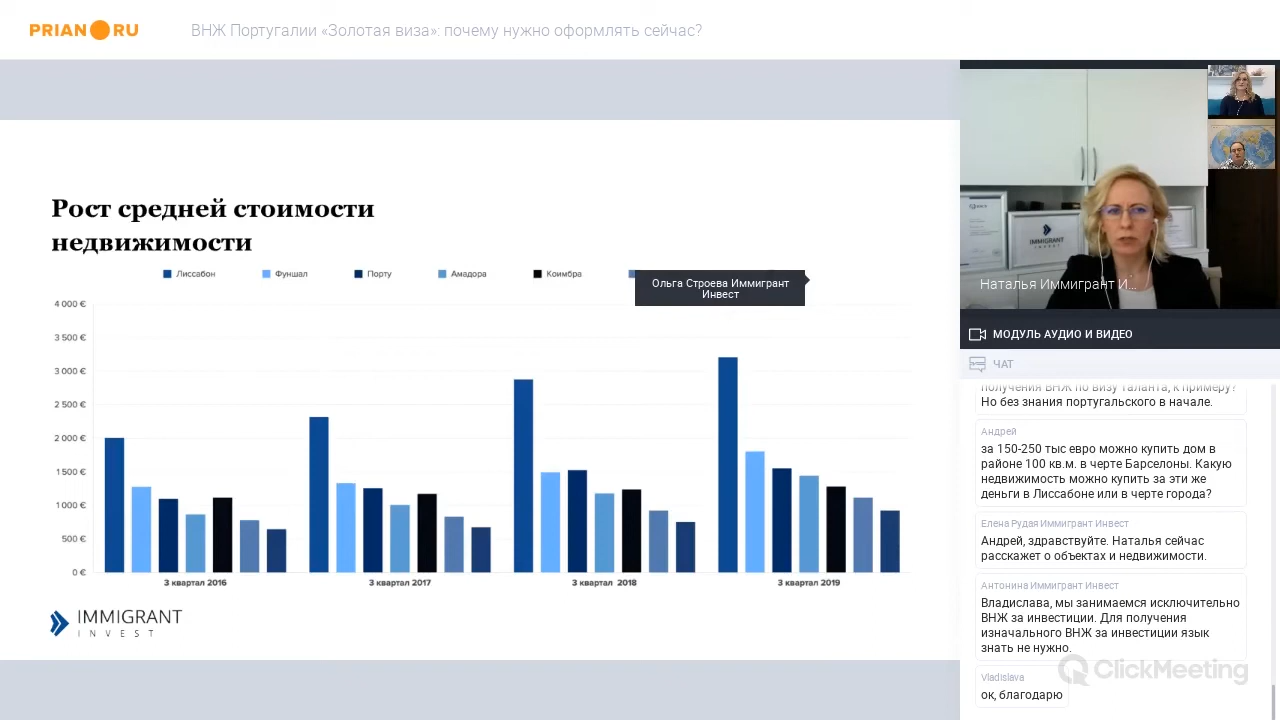 PRIAN RU
ВНЖ Португалии «Золотая виза»: почему нужно оформлять сейчас?
Рост средней стоимости
недвижимости
Лиссабон
Фуншал
Порту
Амадора
Коимбра
Ольга Строева Иммигрант
Инвест
4 000 €
3 500 €
3 000 €
2 500 €
2 000 €
1 500 €
1 000 €
500 €
0 €
3 квартал 2016
3 квартал 2017
3 квартал 2018
3 квартал 2019
IMMIGRANT
INVEST
IMMIGRANT
INVEST
Наталья Иммигрант И...
МОДУЛЬ АУДИО И ВИДЕО
ЧАТ
получения ВНЖ по визу таланта, к примеру?
Но без знания португальского в начале.
Андрей
за 150-250 тыс евро можно купить дом в
районе 100 кв.м. в черте Барселоны. Какую
недвижимость можно купить за эти же
деньги в Лиссабоне или в черте города?
Елена Рудая Иммигрант Инвест
Андрей, здравствуйте. Наталья сейчас
расскажет о объектах и недвижимости.
Антонина Иммигрант Инвест
Владислава, мы занимаемся исключительно
ВНЖ за инвестиции. Для получения
изначального ВНЖ за инвестиции язык
знать не нужно.
ClickMeeting
Vladislava
ок, благодарю